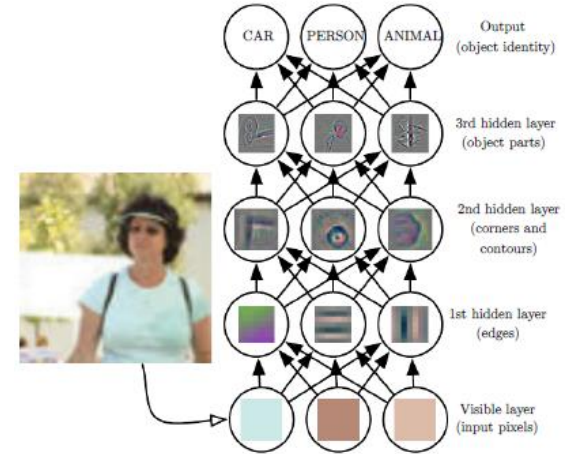 CAR PERSON ANIMAL
Output
(object identity)
3rd hidden layer
(object parts)
2nd hidden layer
(corners and
contours)
1st hidden layer
(edges)
Visible layer
(input pixels)